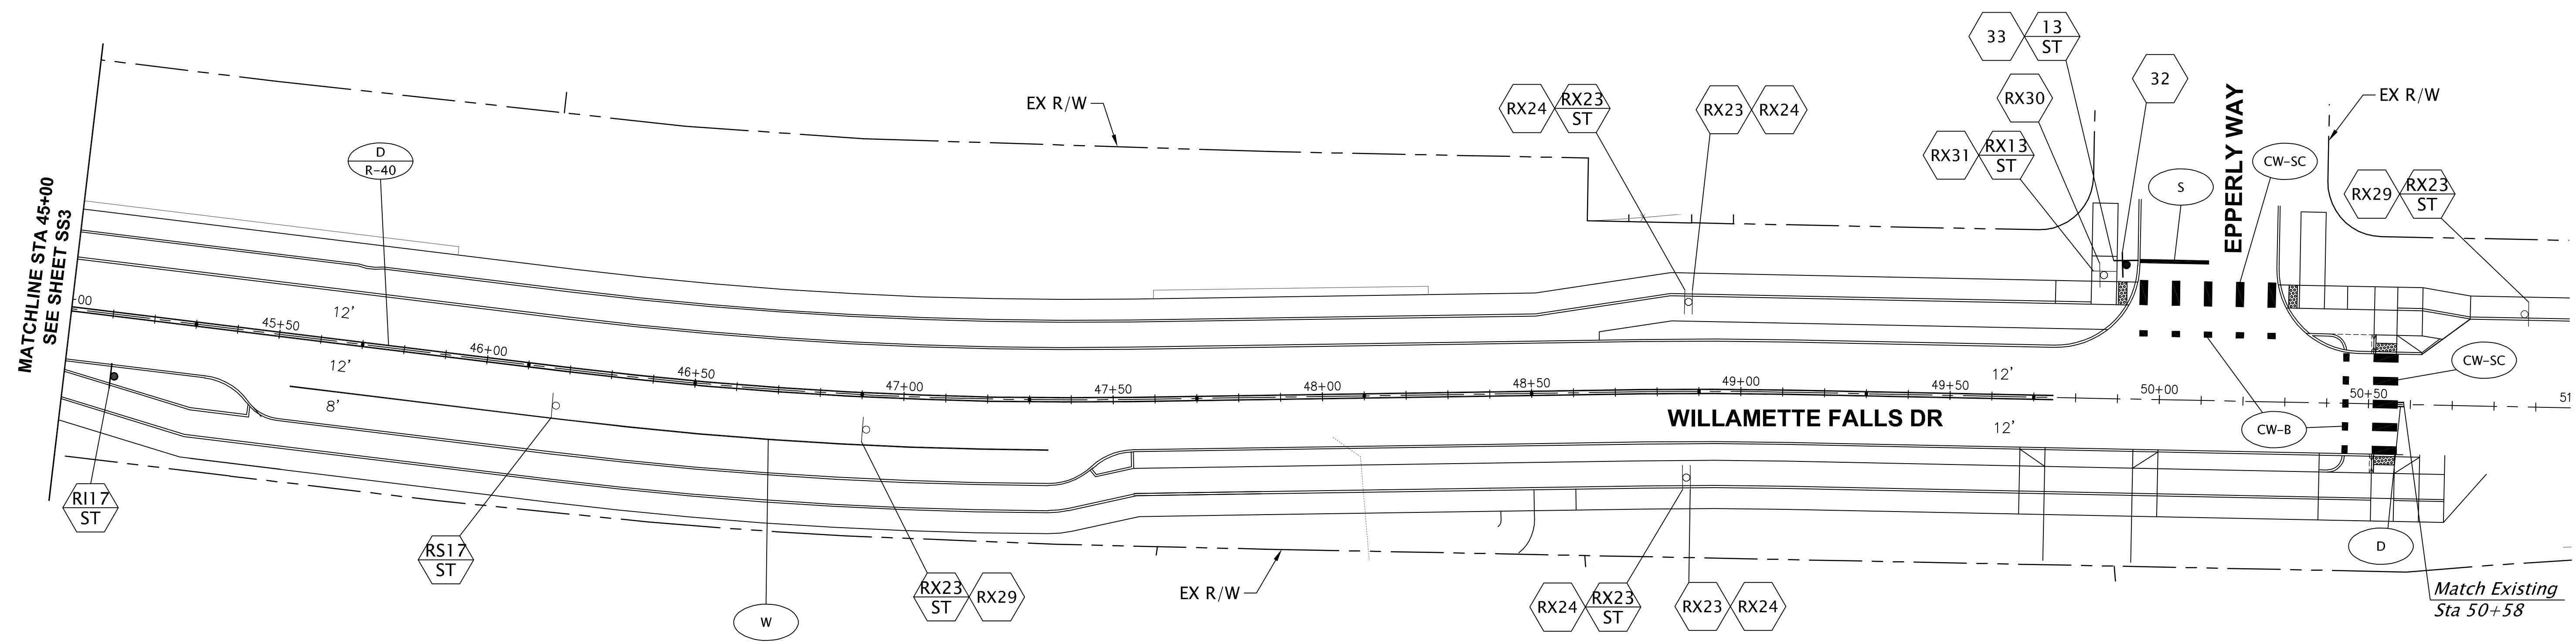 MATCHLINE STA 45+00
SEE SHEET SS3
D
R-40
EX R/W
RX24
RX23
ST
RX23
RX24
33
13
ST
RX30
32
RX31
RX13
ST
EPPERLY WAY
EX R/W
CW-SC
S
RX29
RX23
ST
+00
45+50
46+00
46+50
47+00
47+50
48+00
48+50
49+00
49+50
50+00
50+50
51
12'
12'
8'
12'
12'
WILLAMETTE FALLS DR
CW-SC
CW-B
RI17
ST
RS17
ST
W
RX23
ST
RX29
EX R/W
RX24
RX23
ST
RX23
RX24
D
Match Existing
Sta 50+58